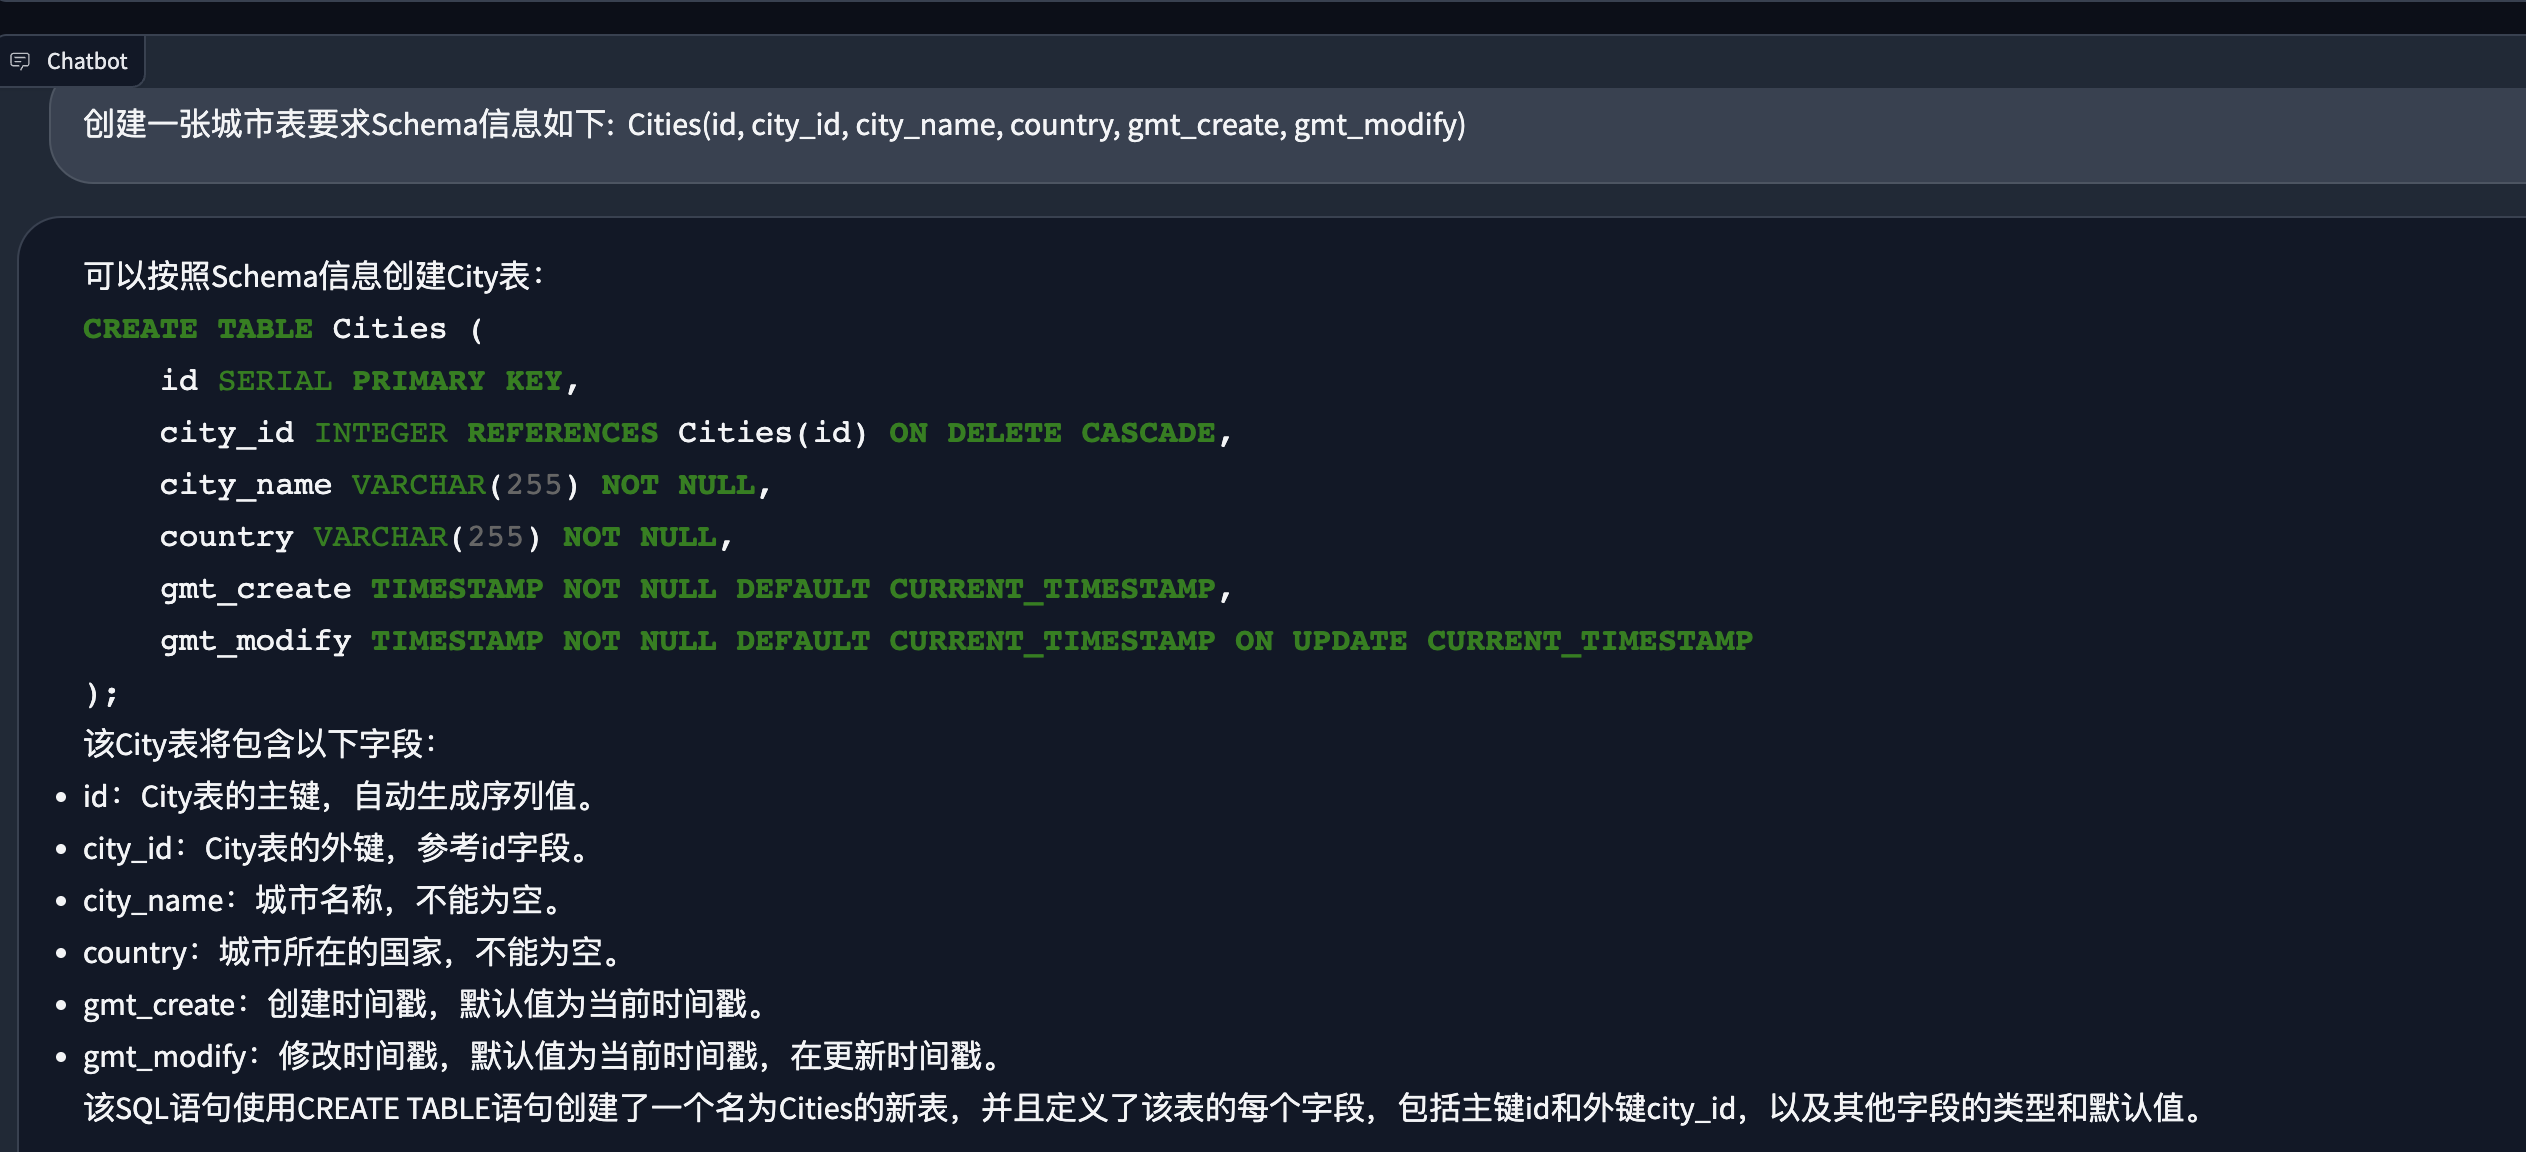 Chatbot
创建一张城市表要求Schema信息如下: Cities(id, city_id, city_name, country, gmt_create, gmt_modify)
可以按照Schema信息创建City表：
CREATE TABLE Cities (
    id SERIAL PRIMARY KEY,
    city_id INTEGER REFERENCES Cities(id) ON DELETE CASCADE,
    city_name VARCHAR(255) NOT NULL,
    country VARCHAR(255) NOT NULL,
    gmt_create TIMESTAMP NOT NULL DEFAULT CURRENT_TIMESTAMP,
    gmt_modify TIMESTAMP NOT NULL DEFAULT CURRENT_TIMESTAMP ON UPDATE CURRENT_TIMESTAMP
);
该City表将包含以下字段：
• id：City表的主键，自动生成序列值。
• city_id：City表的外键，参考id字段。
• city_name：城市名称，不能为空。
• country：城市所在的国家，不能为空。
• gmt_create：创建时间戳，默认值为当前时间戳。
• gmt_modify：修改时间戳，默认值为当前时间戳，在更新时间戳。
该SQL语句使用CREATE TABLE语句创建了一个名为Cities的新表，并且定义了该表的每个字段，包括主键id和外键city_id，以及其他字段的类型和默认值。